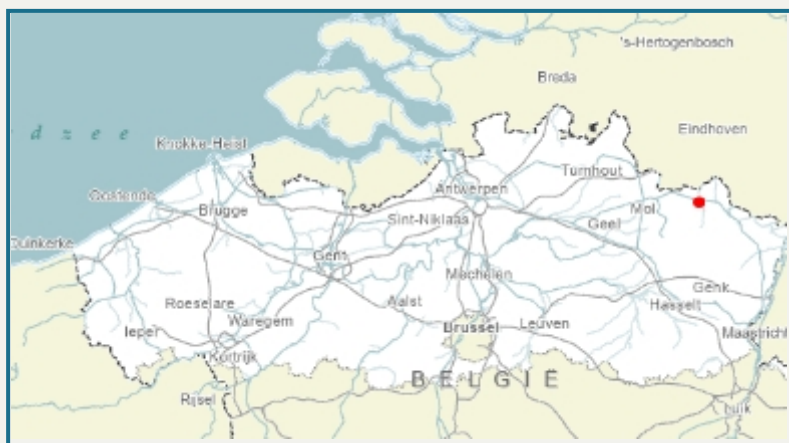 's-Hertogenbosch
Breda
Eindhoven
d z e e
Knokke-Heist
Turnhout
Oostende
Antwerpen
Mol
Brugge
Sint-Niklaas
Geel
Duinkerke
Gent
Mechelen
Genk
Roeselare
Aalst
Hasselt
Ieper
Waregem
Brussel
Leuven
Maastricht
Kortrijk
BELGIË
Rijsel
Luik